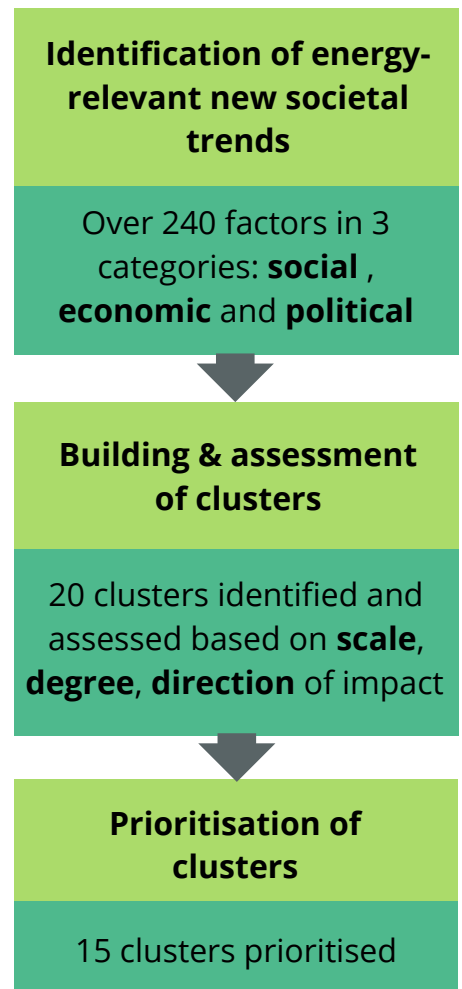 Identification of energy-
relevant new societal
trends
Over 240 factors in 3
categories: social ,
economic and political
Building & assessment
of clusters
20 clusters identified and
assessed based on scale,
degree, direction of impact
Prioritisation of
clusters
15 clusters prioritised